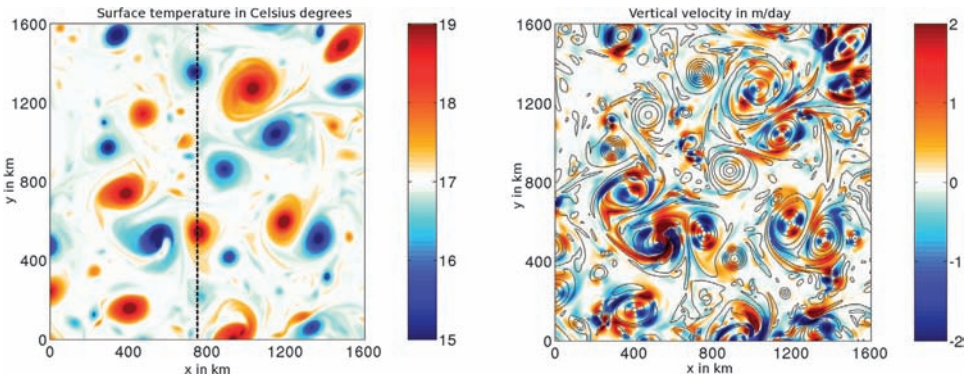 Surface temperature in Celsius degrees
1600
1200
800
400
0
y in km
0 400 800 1200 1600
x in km
19
18
17
16
15
Vertical velocity in m/day
1600
1200
800
400
0
y in km
0 400 800 1200 1600
x in km
2
1
0
-1
-2